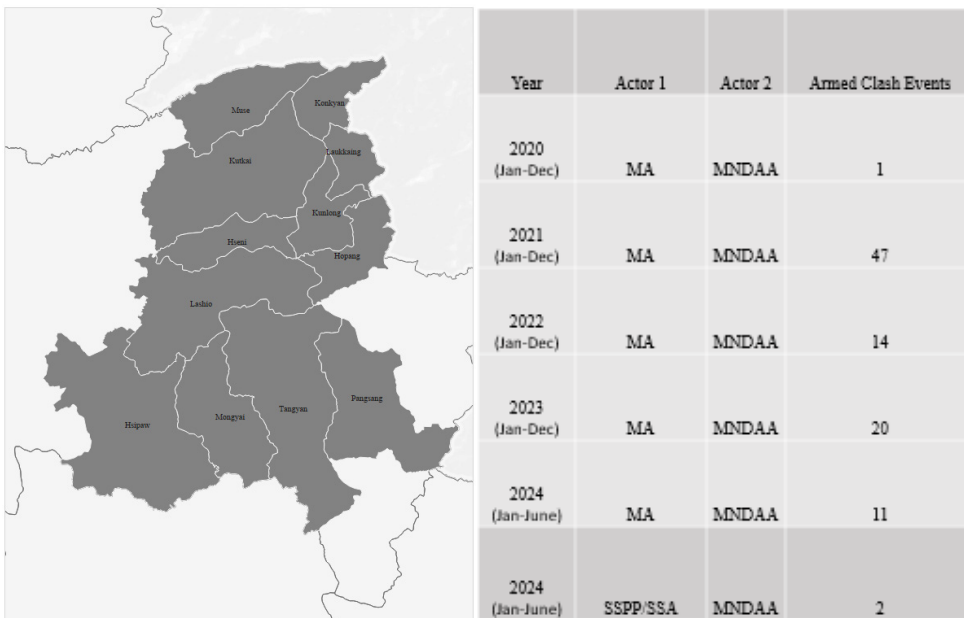 Muse
Konkyan
Laukkaing
Kutkai
Kunlong
Hseni
Hopang
Lashio
Pangsang
Tangyan
Mongyai
Hsipaw
Year Actor 1 Actor 2 Armed Clash Events
2020
(Jan-Dec) MA MNDAA 1
2021
(Jan-Dec) MA MNDAA 47
2022
(Jan-Dec) MA MNDAA 14
2023
(Jan-Dec) MA MNDAA 20
2024
(Jan-June) MA MNDAA 11
2024
(Jan-June) SSPP/SSA MNDAA 2